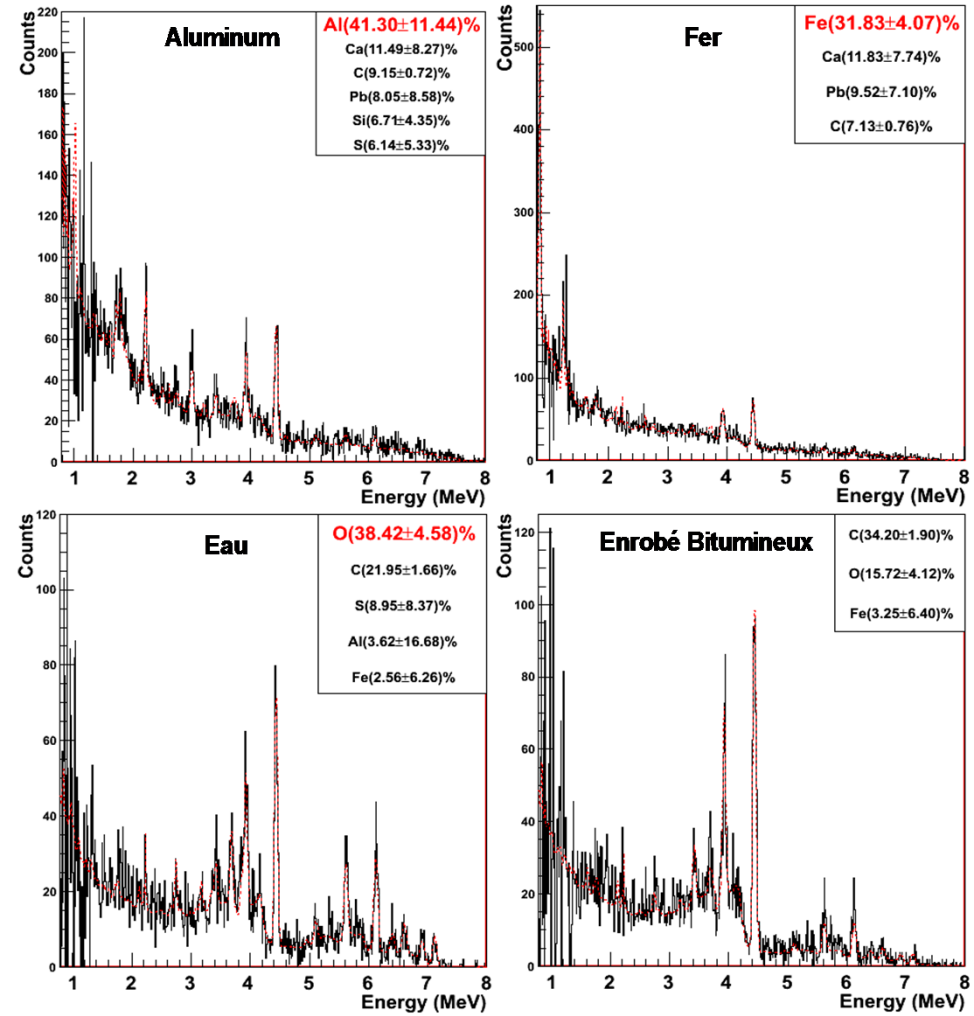 Aluminum
Al(41.30±11.44)%
Ca(11.49±8.27)%
C(9.15±0.72)%
Pb(8.05±8.58)%
Si(6.71±4.35)%
S(6.14±5.33)%
Counts
220
200
180
160
140
120
100
80
60
40
20
0
1 2 3 4 5 6 7 8
Energy (MeV)
Fer
Fe(31.83±4.07)%
Ca(11.83±7.74)%
Pb(9.52±7.10)%
C(7.13±0.76)%
Counts
500
400
300
200
100
0
1 2 3 4 5 6 7 8
Energy (MeV)
Eau
O(38.42±4.58)%
C(21.95±1.66)%
S(8.95±8.37)%
Al(3.62±16.68)%
Fe(2.56±6.26)%
Counts
120
100
80
60
40
20
0
1 2 3 4 5 6 7 8
Energy (MeV)
Enrobé Bitumineux
C(34.20±1.90)%
O(15.72±4.12)%
Fe(3.25±6.40)%
Counts
120
100
80
60
40
20
0
1 2 3 4 5 6 7 8
Energy (MeV)